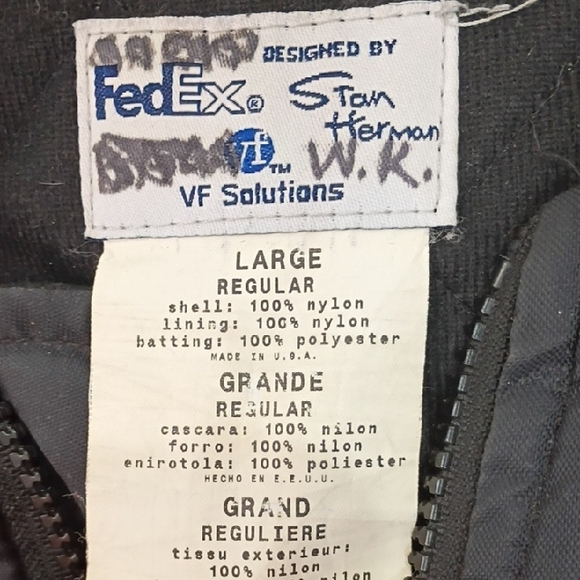 DESIGNED BY
FedEx®
Stan
Herman
vf™
W.K.
VF Solutions
LARGE
REGULAR
shell: 100% nylon
lining: 100% nylon
batting: 100% polyester
MADE IN U.S.A.
GRANDE
REGULAR
cascara: 100% nilon
forro: 100% nilon
enirotola: 100% poliester
HECHO EN E.E.U.U.
GRAND
REGULIERE
tissu exterieur:
100% nilon
nilon